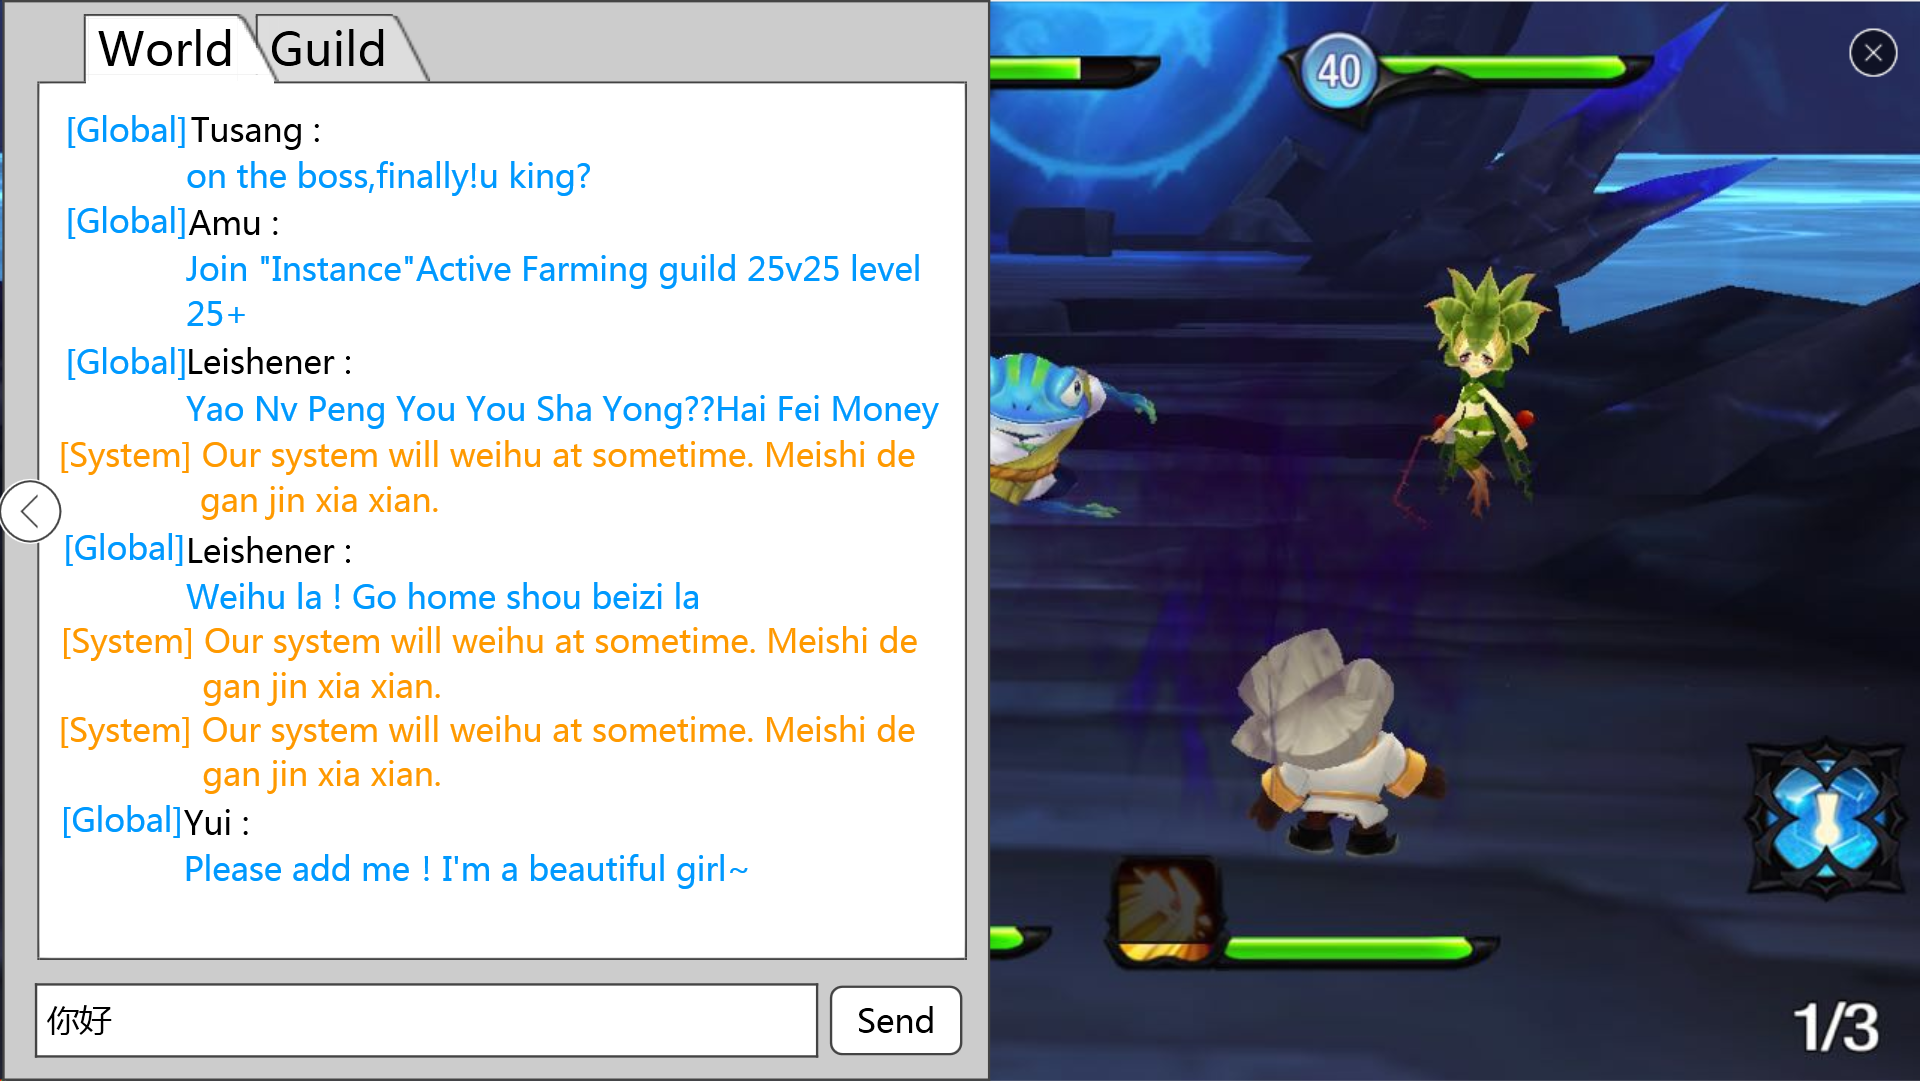 World Guild
40
[Global]Tusang :
on the boss,finally!u king?
[Global]Amu :
Join "Instance"Active Farming guild 25v25 level
25+
[Global]Leishener :
Yao Nv Peng You You Sha Yong??Hai Fei Money
[System] Our system will weihu at sometime. Meishi de
gan jin xia xian.
[Global]Leishener :
Weihu la ! Go home shou beizi la
[System] Our system will weihu at sometime. Meishi de
gan jin xia xian.
[System] Our system will weihu at sometime. Meishi de
gan jin xia xian.
[Global]Yui :
Please add me ! I'm a beautiful girl~
你好
Send
1/3